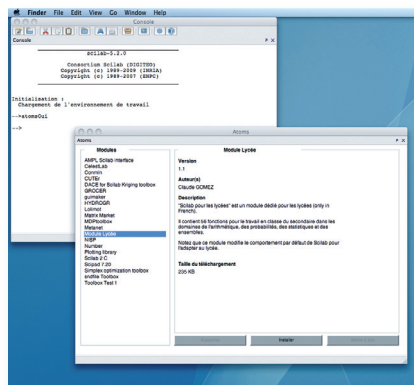 Finder File Edit View Go Window Help
Console
Console
scilab-5.2.0
Consortium Scilab (DIGITEO)
Copyright (c) 1989-2009 (INRIA)
Copyright (c) 1989-2007 (ENPC)
Initialisation :
Chargement de l'environnement de travail
-->atomsGui
-->
Atoms
Atoms
Modules
AMPL Scilab interface
CelestLab
Conmin
CUTEr
DACE for Scilab Kriging toolbox
GROCER
guimaker
HYDROGR
Lolimot
Matrix Market
MDPtoolbox
Metanet
Module Lycée
NISP
Number
Plotting library
Scilab 2 C
Scipad 7.20
Simplex optimization toolbox
sndfile Toolbox
Toolbox Test 1
Module Lycée
Version
1.1
Auteur(s)
Claude GOMEZ
Description
"Scilab pour les lycées" est un module dédié pour les lycées (only in
French).
Il contient les fonctions pour le travail en classe du secondaire dans les
domaines de l'arithmétique, des probabilités, des statistiques et des
ensembles.
Notez que ce module modifie le comportement par défaut de Scilab pour
l'adapter au lycée.
Taille du téléchargement
235 KB
Installer